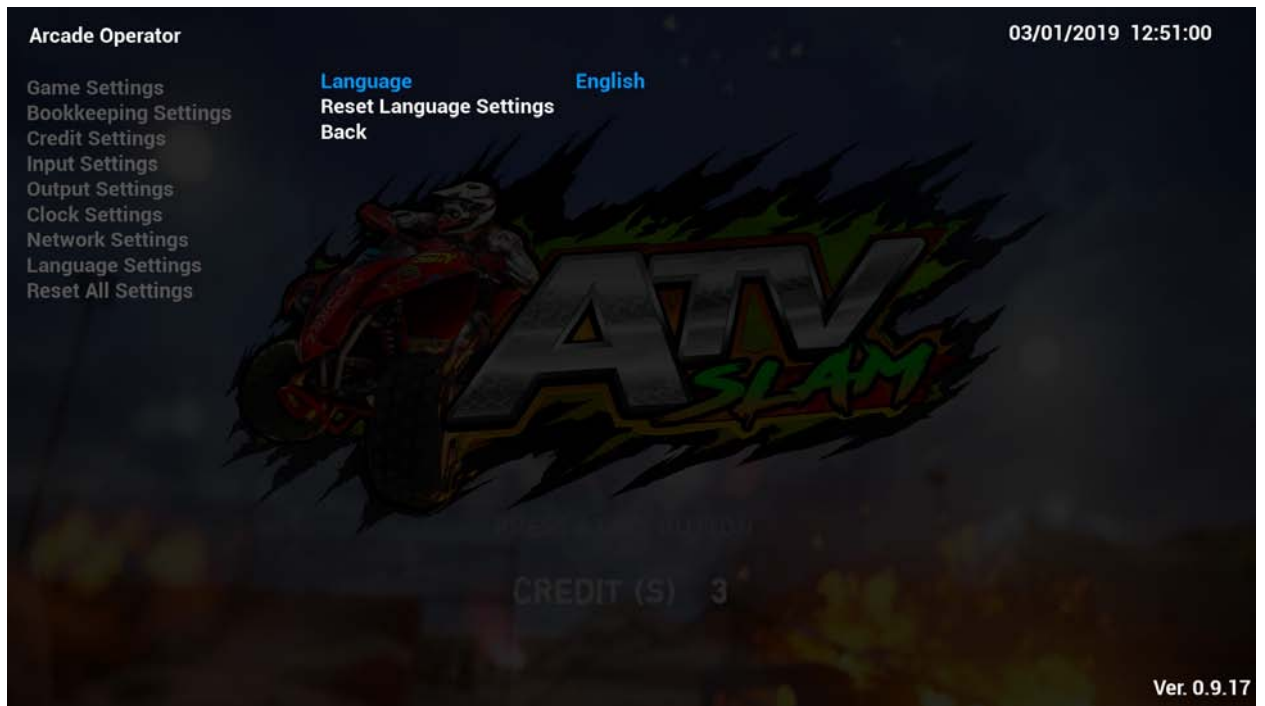 Arcade Operator
03/01/2019 12:51:00
Game Settings
Bookkeeping Settings
Credit Settings
Input Settings
Output Settings
Clock Settings
Network Settings
Language Settings
Reset All Settings
Language English
Reset Language Settings
Back
ATV
SLAM
CREDIT (S) 3
Ver. 0.9.17